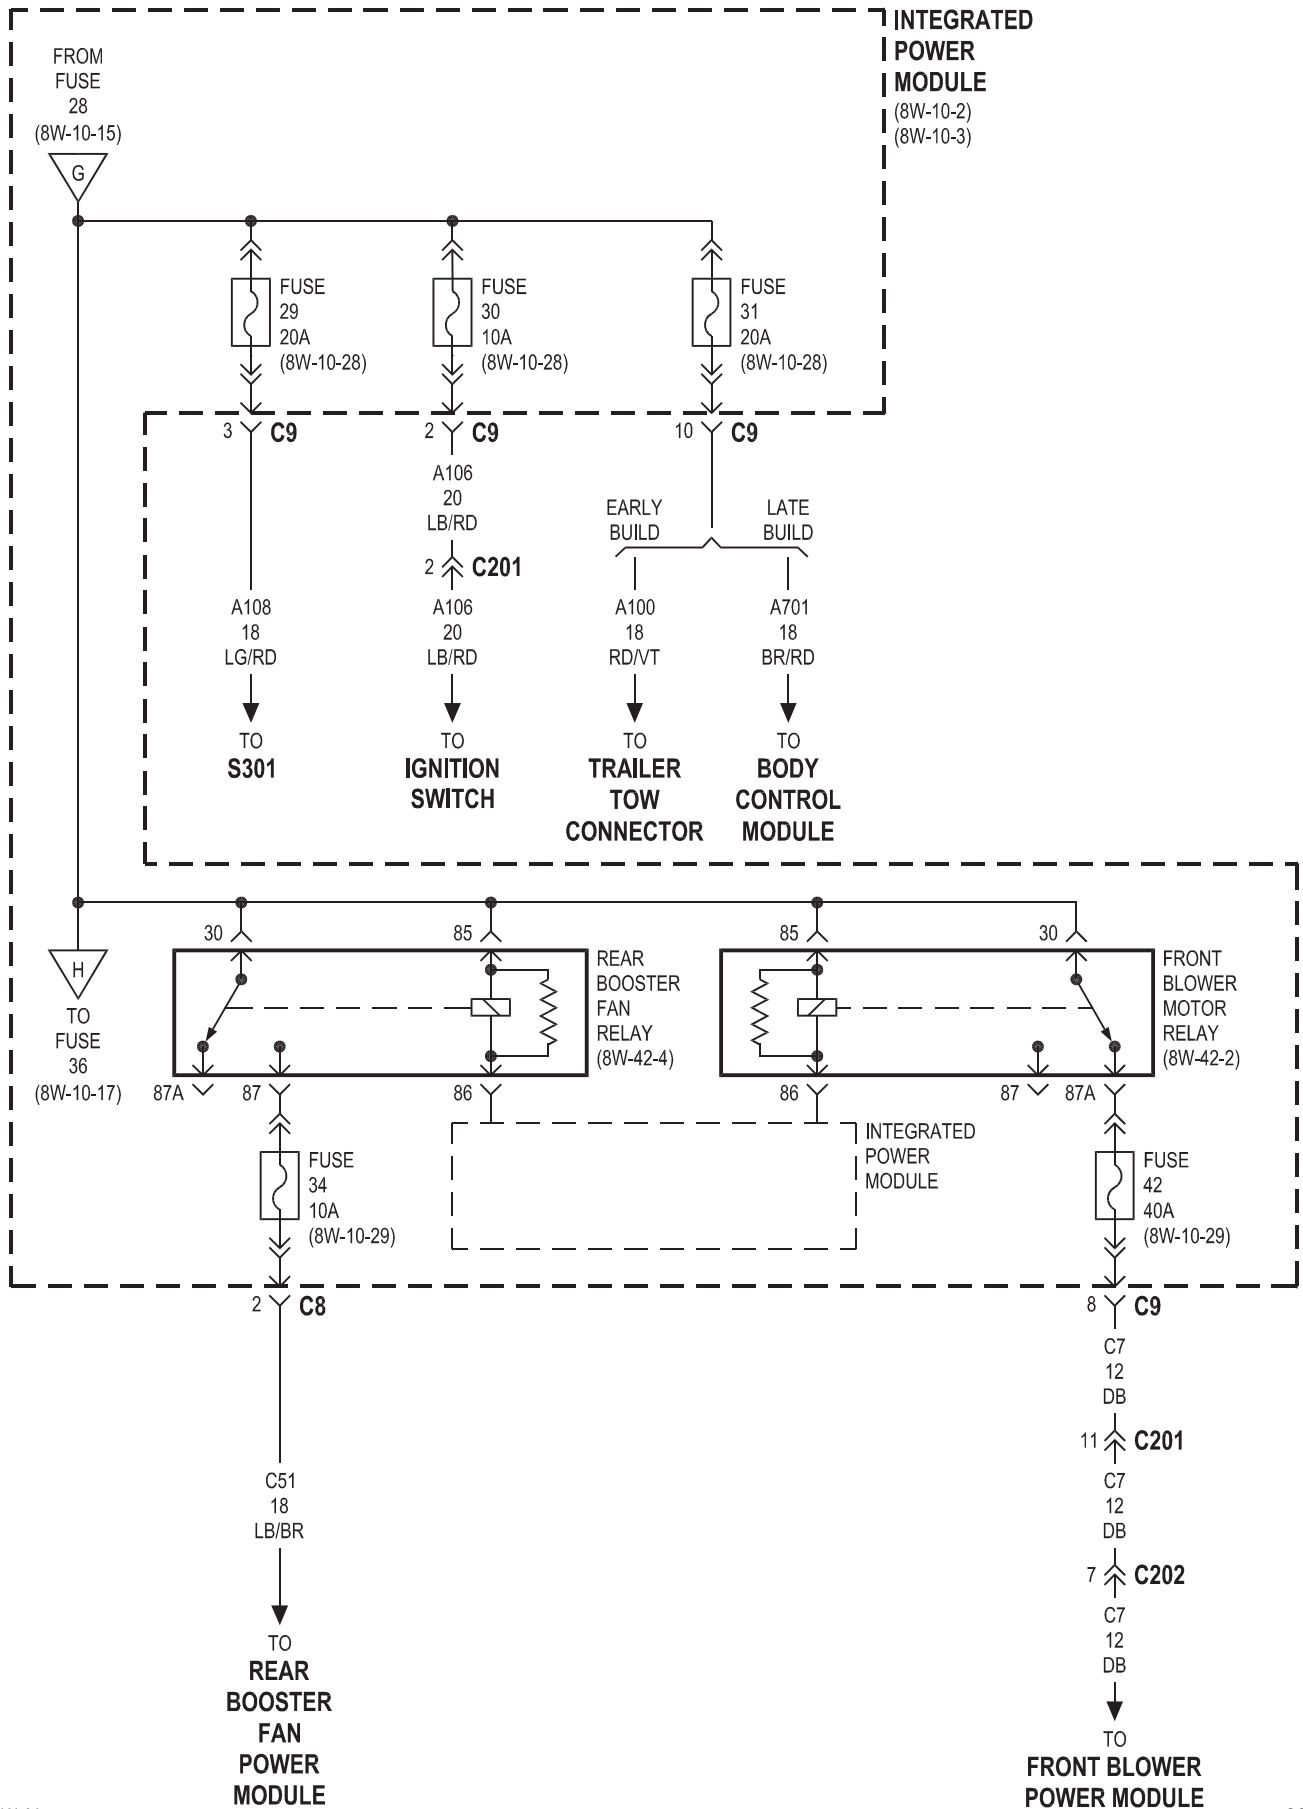 INTEGRATED
POWER
MODULE
(8W-10-2)
(8W-10-3)
FROM
FUSE
28
(8W-10-15)
G
FUSE
29
20A
(8W-10-28)
FUSE
30
10A
(8W-10-28)
FUSE
31
20A
(8W-10-28)
3 C9
2 C9
10 C9
A106
20
LB/RD
2 C201
EARLY
BUILD
LATE
BUILD
A108
18
LG/RD
A106
20
LB/RD
A100
18
RD/VT
A701
18
BR/RD
TO
S301
TO
IGNITION
SWITCH
TO
TRAILER
TOW
CONNECTOR
TO
BODY
CONTROL
MODULE
30
85
85
30
H
TO
FUSE
36
(8W-10-17)
REAR
BOOSTER
FAN
RELAY
(8W-42-4)
FRONT
BLOWER
MOTOR
RELAY
(8W-42-2)
87A
87
86
86
87
87A
INTEGRATED
POWER
MODULE
FUSE
34
10A
(8W-10-29)
FUSE
42
40A
(8W-10-29)
2 C8
8 C9
C7
12
DB
11 C201
C51
18
LB/BR
C7
12
DB
7 C202
C7
12
DB
TO
REAR
BOOSTER
FAN
POWER
MODULE
TO
FRONT BLOWER
POWER MODULE